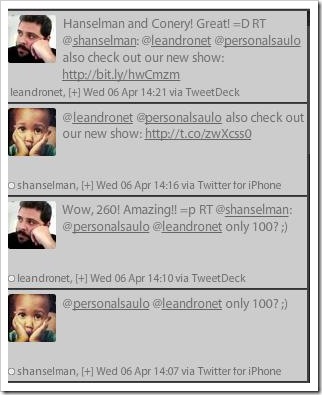 Hanselman and Conery! Great! =D RT
@shanselman: @leandronet @personalsaulo
also check out our new show:
http://bit.ly/hwCmzm
leandronet, [+] Wed 06 Apr 14:21 via TweetDeck
@leandronet @personalsaulo also check out
our new show: http://t.co/zwXcss0
shanselman, [+] Wed 06 Apr 14:16 via Twitter for iPhone
Wow, 260! Amazing!! =p RT @shanselman:
@personalsaulo @leandronet only 100? ;)
leandronet, [+] Wed 06 Apr 14:10 via TweetDeck
@personalsaulo @leandronet only 100? ;)
shanselman, [+] Wed 06 Apr 14:07 via Twitter for iPhone